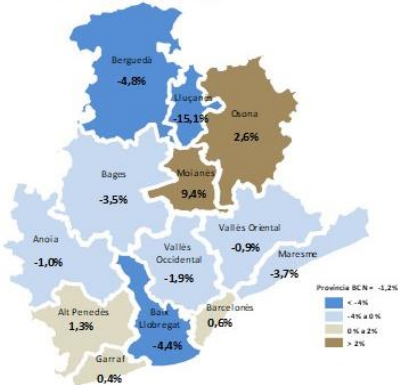 Berguedà
-4,8%
Lluçanès
-15,1%
Osona
2,6%
Bages
-3,5%
Moianès
9,4%
Vallès Oriental
-0,9%
Maresme
-3,7%
Anoia
-1,0%
Vallès
Occidental
-1,9%
Alt Penedès
1,3%
Baix
Llobregat
-4,4%
Barcelonès
0,6%
Garraf
0,4%
Província BCN = -1,2%
< -4%
-4% a 0%
0% a 2%
> 2%